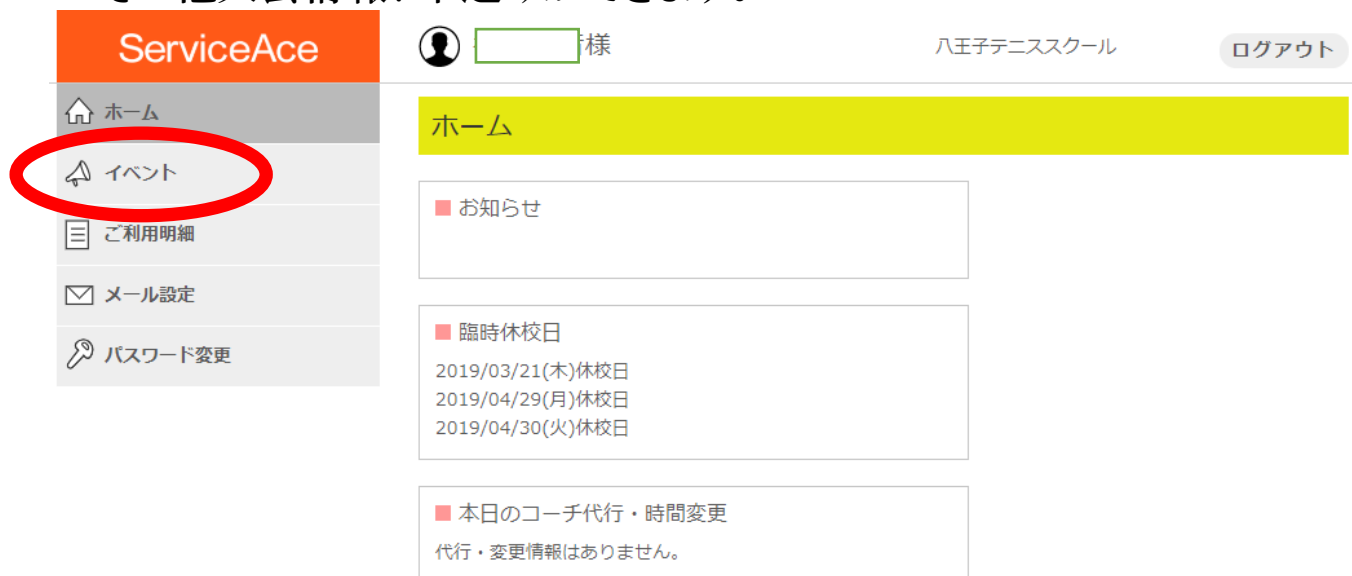 ServiceAce
様
八王子テニススクール
ログアウト
ホーム
イベント
ご利用明細
メール設定
パスワード変更
ホーム
■ お知らせ
■ 臨時休校日
2019/03/21(木)休校日
2019/04/29(月)休校日
2019/04/30(火)休校日
■ 本日のコーチ代行・時間変更
代行・変更情報はありません。